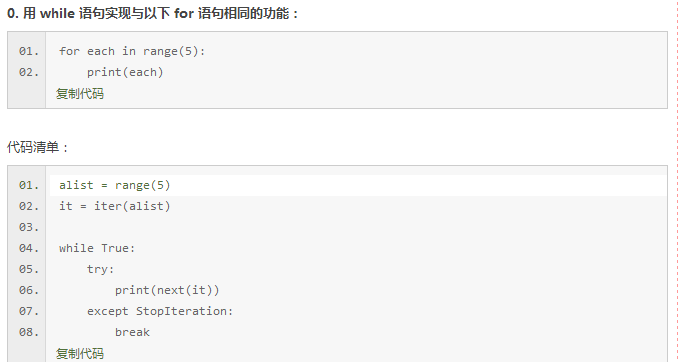 0. 用 while 语句实现与以下 for 语句相同的功能：
01. for each in range(5):
02.     print(each)
复制代码
代码清单：
01. alist = range(5)
02. it = iter(alist)
03.
04. while True:
05.     try:
06.         print(next(it))
07.     except StopIteration:
08.         break
复制代码